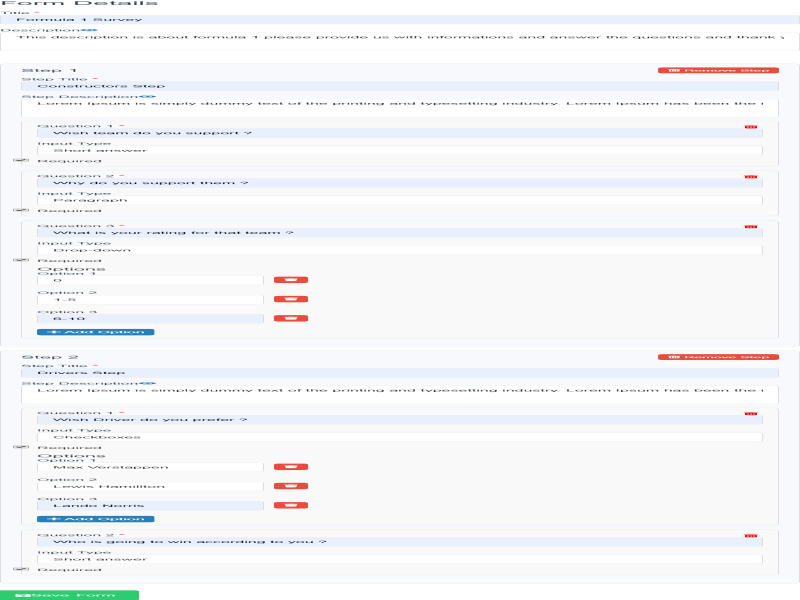 Form Details
Title *
Formula 1 Survey
Description
This description is about formula 1 please provide us with informations and answer the questions and thank
Step 1
Remove Step
Step Title *
Constructors Step
Step Description
Lorem Ipsum is simply dummy text of the printing and typesetting industry. Lorem Ipsum has been the
Question 1 *
Wish team do you support ?
Input Type
Short answer
Required
Question 2 *
Why do you support them ?
Input Type
Paragraph
Required
Question 3 *
What is your rating for that team ?
Input Type
Drop-down
Required
Options
Option 1
0
Option 2
1-5
Option 3
6-10
+ Add Option
Step 2
Remove Step
Step Title *
Drivers Step
Step Description
Lorem Ipsum is simply dummy text of the printing and typesetting industry. Lorem Ipsum has been the
Question 1 *
Wish Driver do you prefer ?
Input Type
Checkboxes
Required
Options
Option 1
Max Verstappen
Option 2
Lewis Hamillton
Option 3
Lando Norris
+ Add Option
Question 2 *
Who is going to win according to you ?
Input Type
Short answer
Required
Save Form